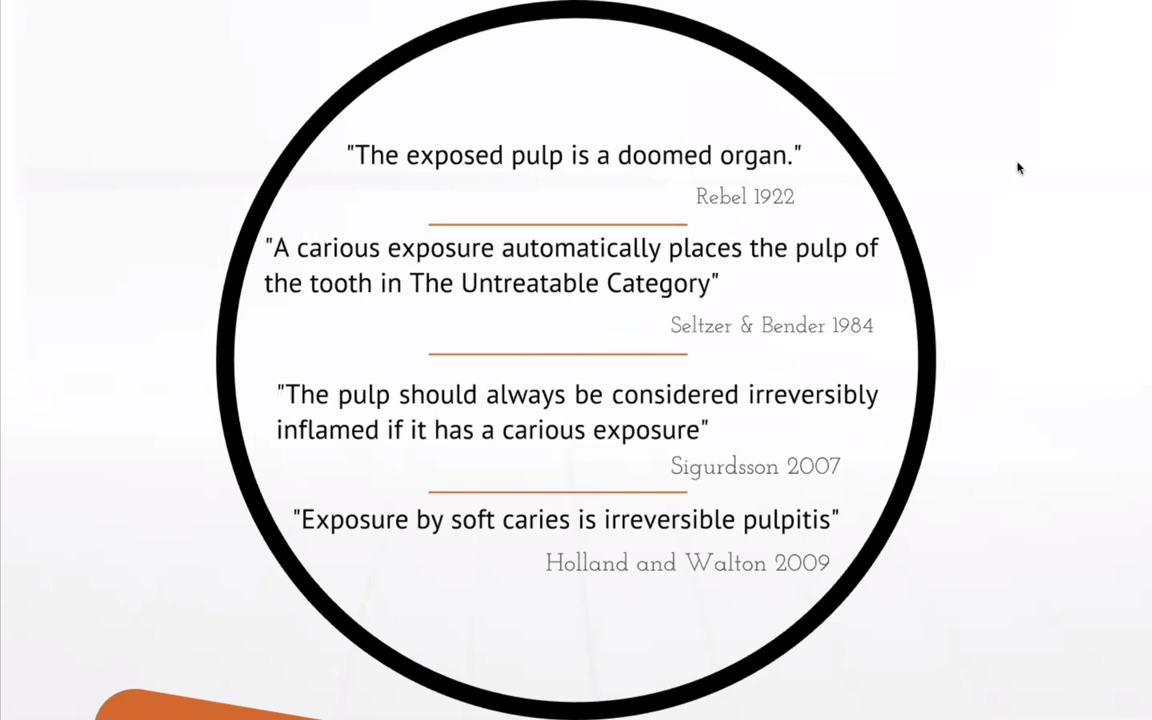 "The exposed pulp is a doomed organ."
Rebel 1922
"A carious exposure automatically places the pulp of
the tooth in The Untreatable Category"
Seltzer & Bender 1984
"The pulp should always be considered irreversibly
inflamed if it has a carious exposure"
Sigurdsson 2007
"Exposure by soft caries is irreversible pulpitis"
Holland and Walton 2009